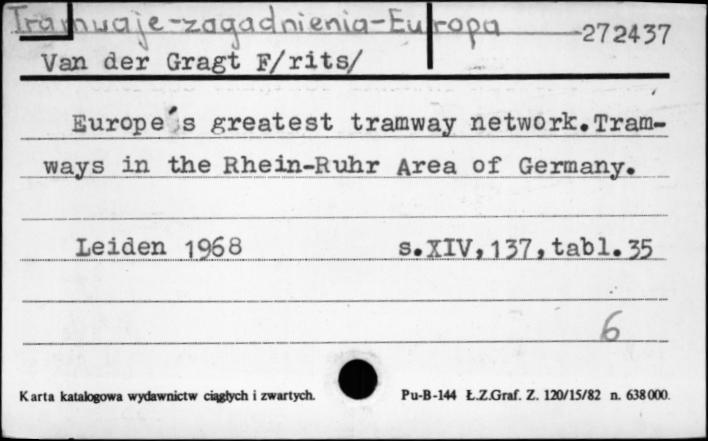 Tramwaje-zagadnienia-Europa 272437
Van der Gragt F/rits/
Europe´s greatest tramway network.Tram-
ways in the Rhein-Ruhr Area of Germany.
Leiden 1968 s.XIV,137,tabl.35
6
Karta katalogowa wydawnictw ciągłych i zwartych. Pu-B-144 Ł.Z.Graf. Z. 120/15/82 n. 638000.